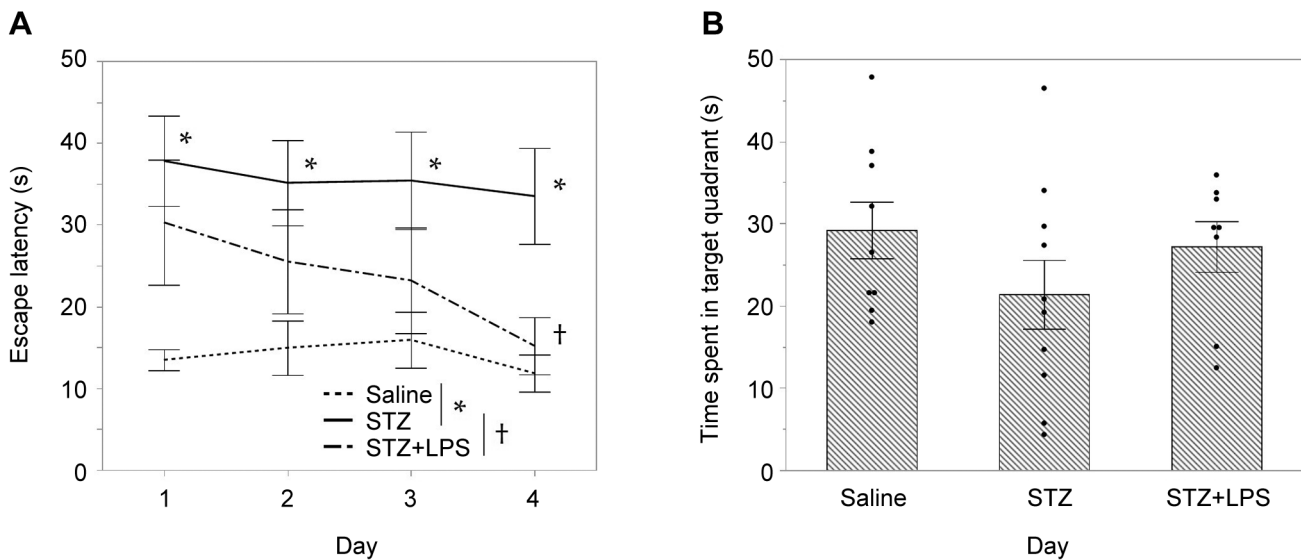 A
Escape latency (s)
50
40
30
20
10
0
*
*
*
*
†
Saline
STZ
STZ+LPS
*
†
1 2 3 4
Day
B
Time spent in target quadrant (s)
50
40
30
20
10
0
Saline STZ STZ+LPS
Day